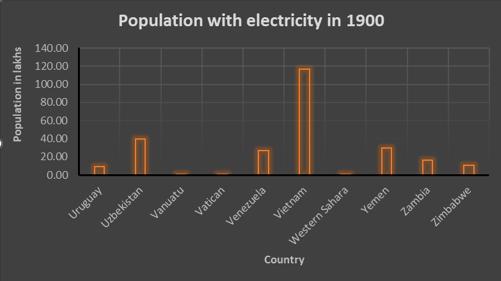 Population with electricity in 1900
Population in lakhs
140.00
120.00
100.00
80.00
60.00
40.00
20.00
0.00
Uruguay
Uzbekistan
Vanuatu
Vatican
Venezuela
Vietnam
Western Sahara
Yemen
Zambia
Zimbabwe
Country